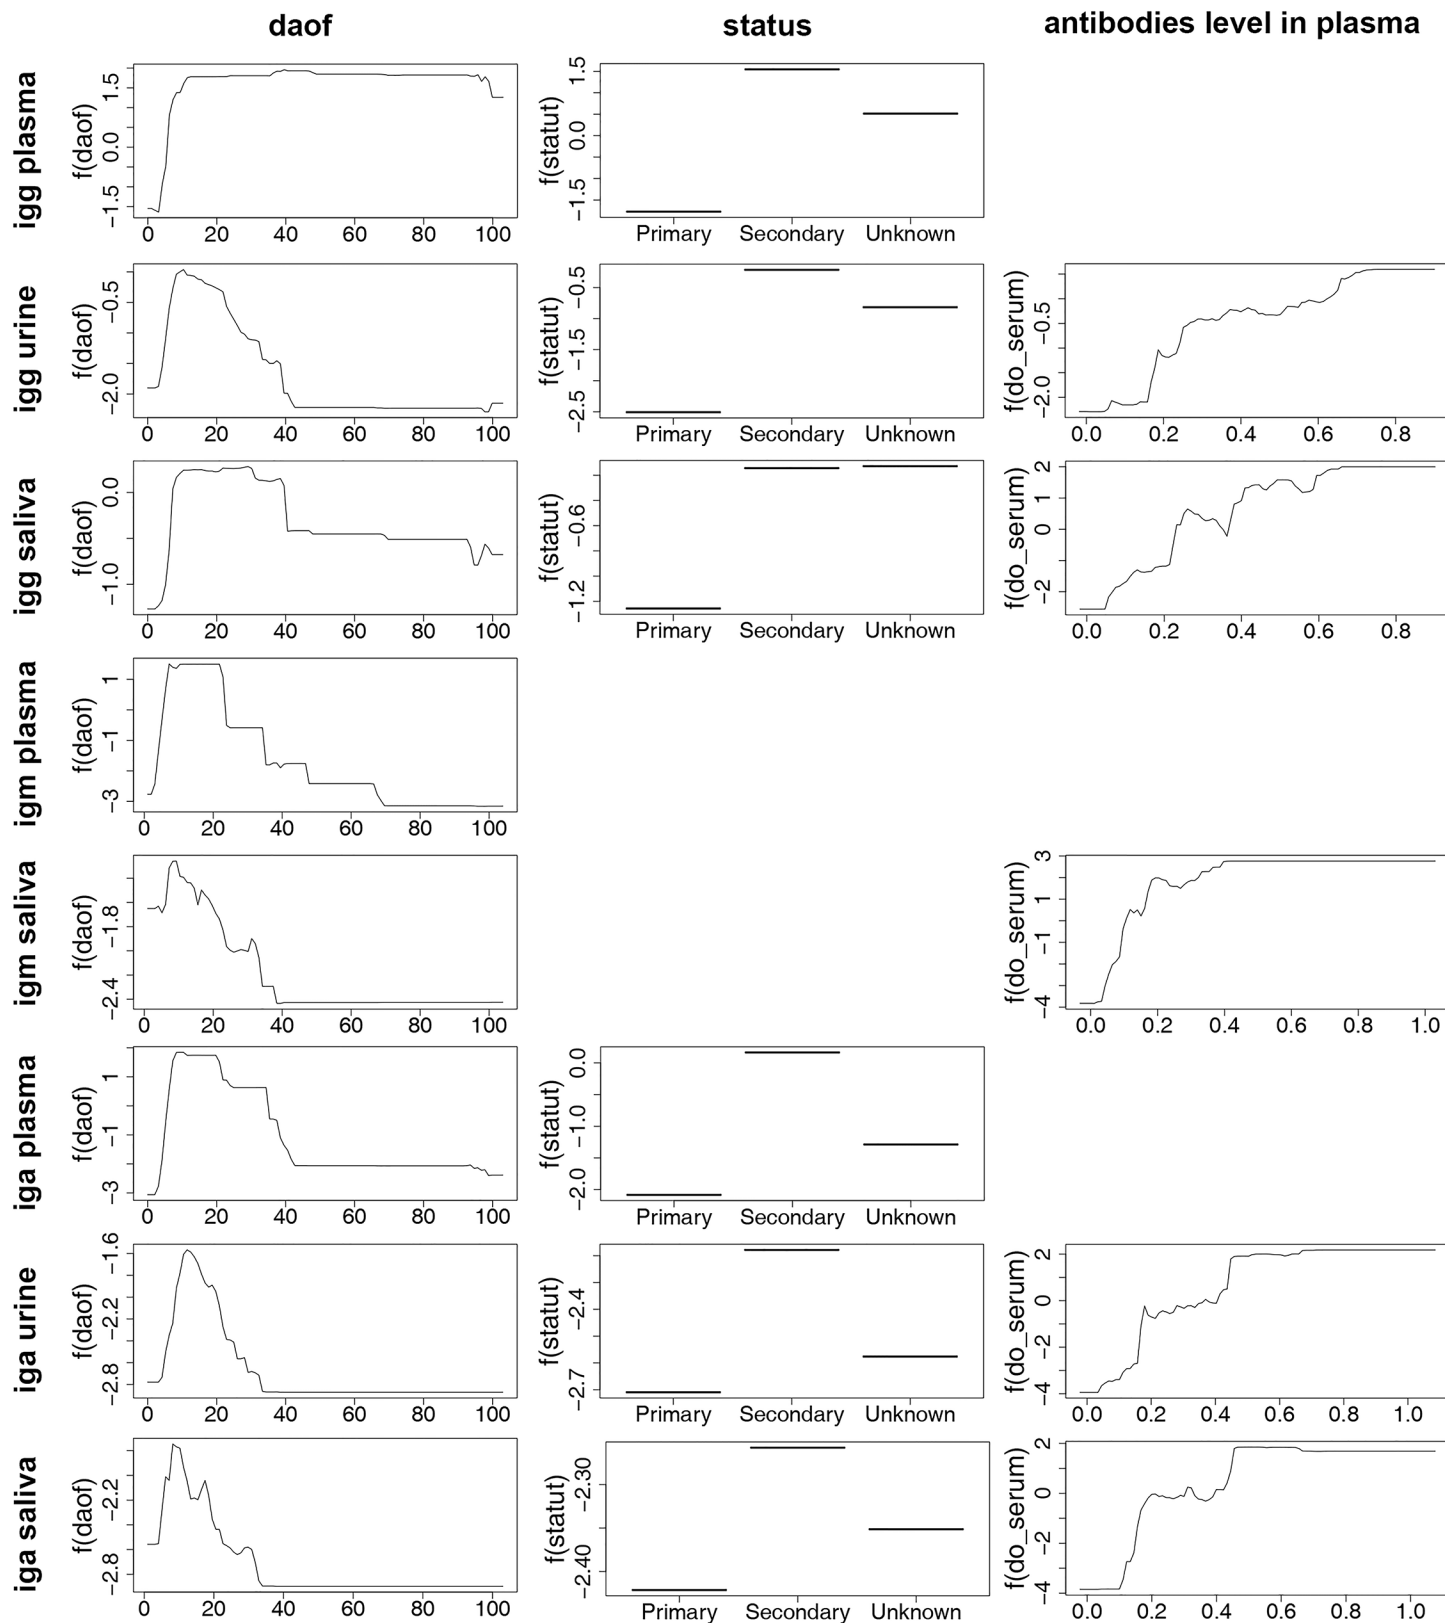 daof status antibodies level in plasma
igg plasma
f(daof)
−1.5 0.0 1.5
0 20 40 60 80 100
f(statut)
−1.5 0.0 1.5
Primary Secondary Unknown
igg urine
f(daof)
−2.0 −0.5
0 20 40 60 80 100
f(statut)
−2.5 −1.5 −0.5
Primary Secondary Unknown
f(do_serum)
−2.0 −0.5
0.0 0.2 0.4 0.6 0.8
igg saliva
f(daof)
−1.0 0.0
0 20 40 60 80 100
f(statut)
−1.2 −0.6
Primary Secondary Unknown
f(do_serum)
−2 0 1 2
0.0 0.2 0.4 0.6 0.8
igm plasma
f(daof)
−3 −1 1
0 20 40 60 80 100
igm saliva
f(daof)
−2.4 −1.8
0 20 40 60 80 100
f(do_serum)
−4 −1 1 3
0.0 0.2 0.4 0.6 0.8 1.0
iga plasma
f(daof)
−3 −1 1
0 20 40 60 80 100
f(statut)
−2.0 −1.0 0.0
Primary Secondary Unknown
iga urine
f(daof)
−2.8 −2.2 −1.6
0 20 40 60 80 100
f(statut)
−2.7 −2.4
Primary Secondary Unknown
f(do_serum)
−4 −2 0 2
0.0 0.2 0.4 0.6 0.8 1.0
iga saliva
f(daof)
−2.8 −2.2
0 20 40 60 80 100
f(statut)
−2.40 −2.30
Primary Secondary Unknown
f(do_serum)
−4 −2 0 2
0.0 0.2 0.4 0.6 0.8 1.0